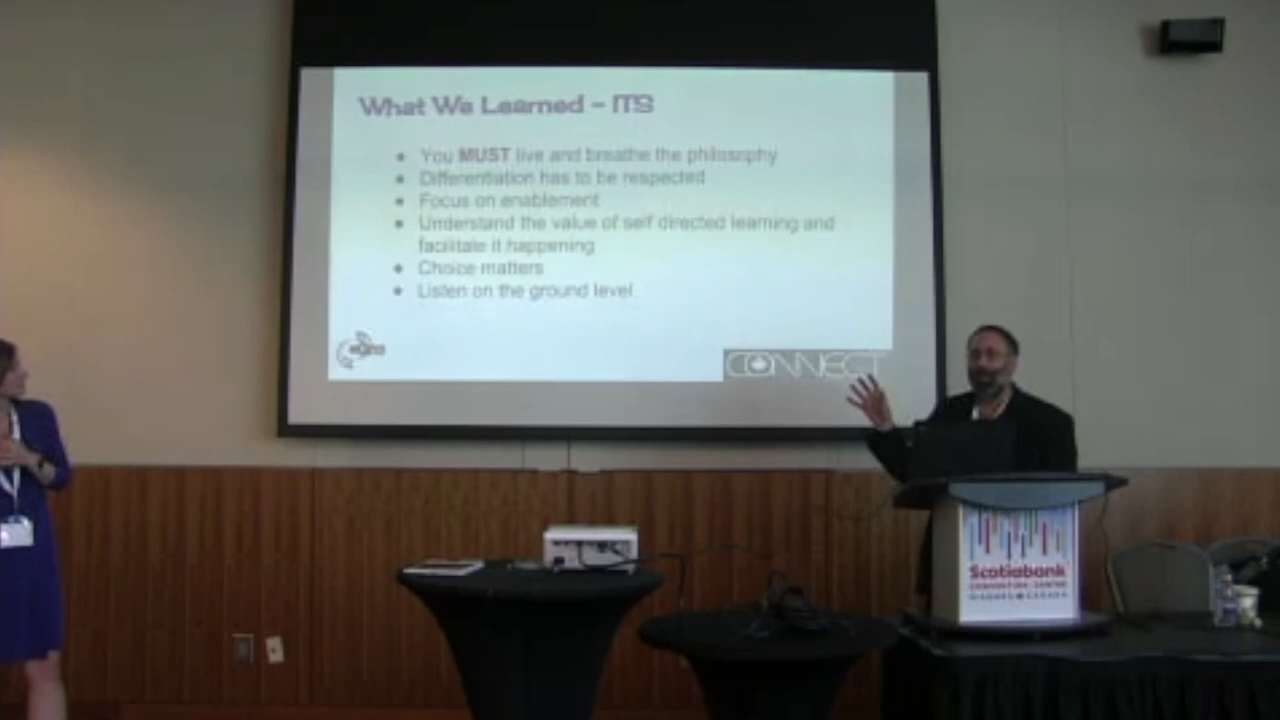 What We Learned - ITS
You MUST live and breathe the philosophy
Differentiation has to be respected
Focus on enablement
Understand the value of self directed learning and
facilitate it happening
Choice matters
Listen on the ground level
CONNECT
Scotiabank
CONVENTION CENTRE
NIAGARA CANADA